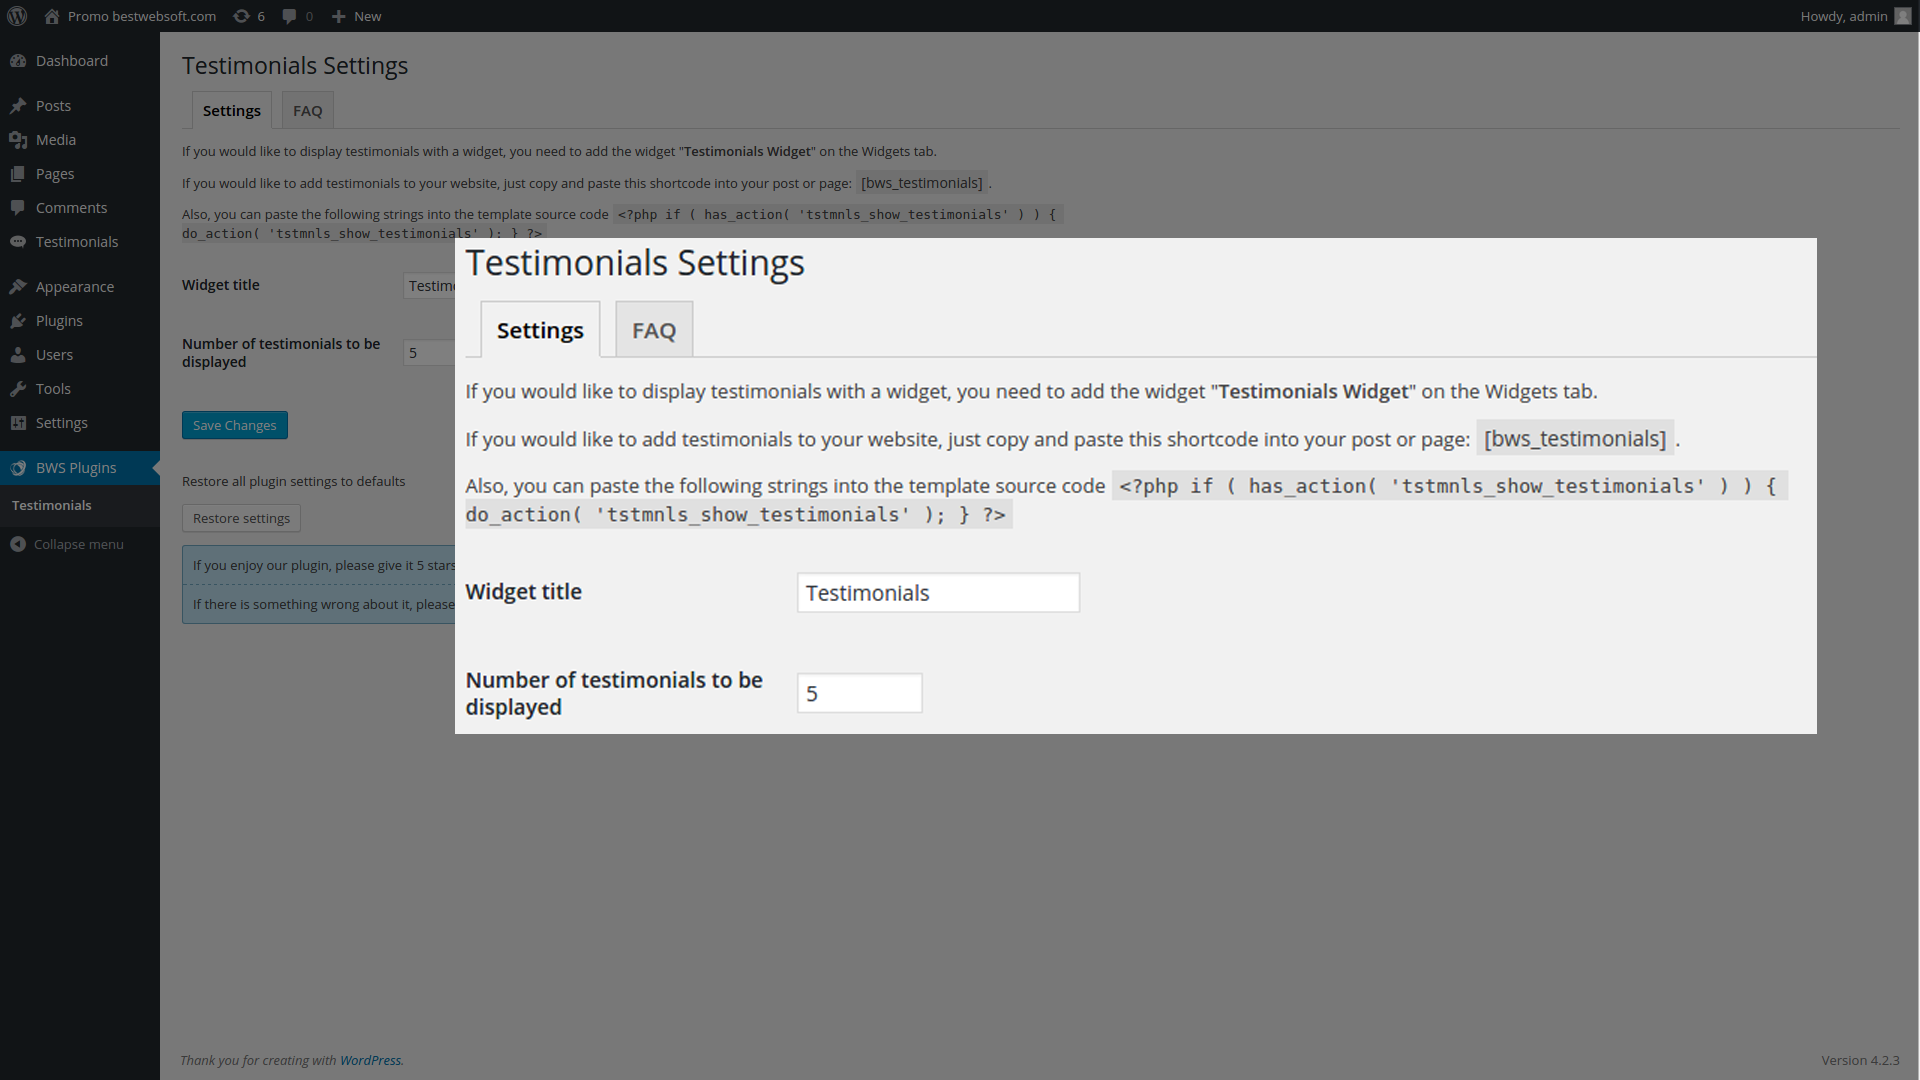 Promo bestwebsoft.com 6 0 New Howdy, admin
Dashboard
Posts
Media
Pages
Comments
Testimonials
Appearance
Plugins
Users
Tools
Settings
BWS Plugins
Testimonials
Collapse menu
Testimonials Settings
Settings FAQ
If you would like to display testimonials with a widget, you need to add the widget "Testimonials Widget" on the Widgets tab.
If you would like to add testimonials to your website, just copy and paste this shortcode into your post or page: [bws_testimonials] .
Also, you can paste the following strings into the template source code <?php if ( has_action( 'tstmnls_show_testimonials' ) ) {
do_action( 'tstmnls_show_testimonials' ); } ?>
Widget title Testim
Number of testimonials to be
displayed 5
Save Changes
Restore all plugin settings to defaults
Restore settings
If you enjoy our plugin, please give it 5 stars
If there is something wrong about it, please
Testimonials Settings
Settings FAQ
If you would like to display testimonials with a widget, you need to add the widget "Testimonials Widget" on the Widgets tab.
If you would like to add testimonials to your website, just copy and paste this shortcode into your post or page: [bws_testimonials] .
Also, you can paste the following strings into the template source code <?php if ( has_action( 'tstmnls_show_testimonials' ) ) {
do_action( 'tstmnls_show_testimonials' ); } ?>
Widget title Testimonials
Number of testimonials to be
displayed 5
Thank you for creating with WordPress. Version 4.2.3